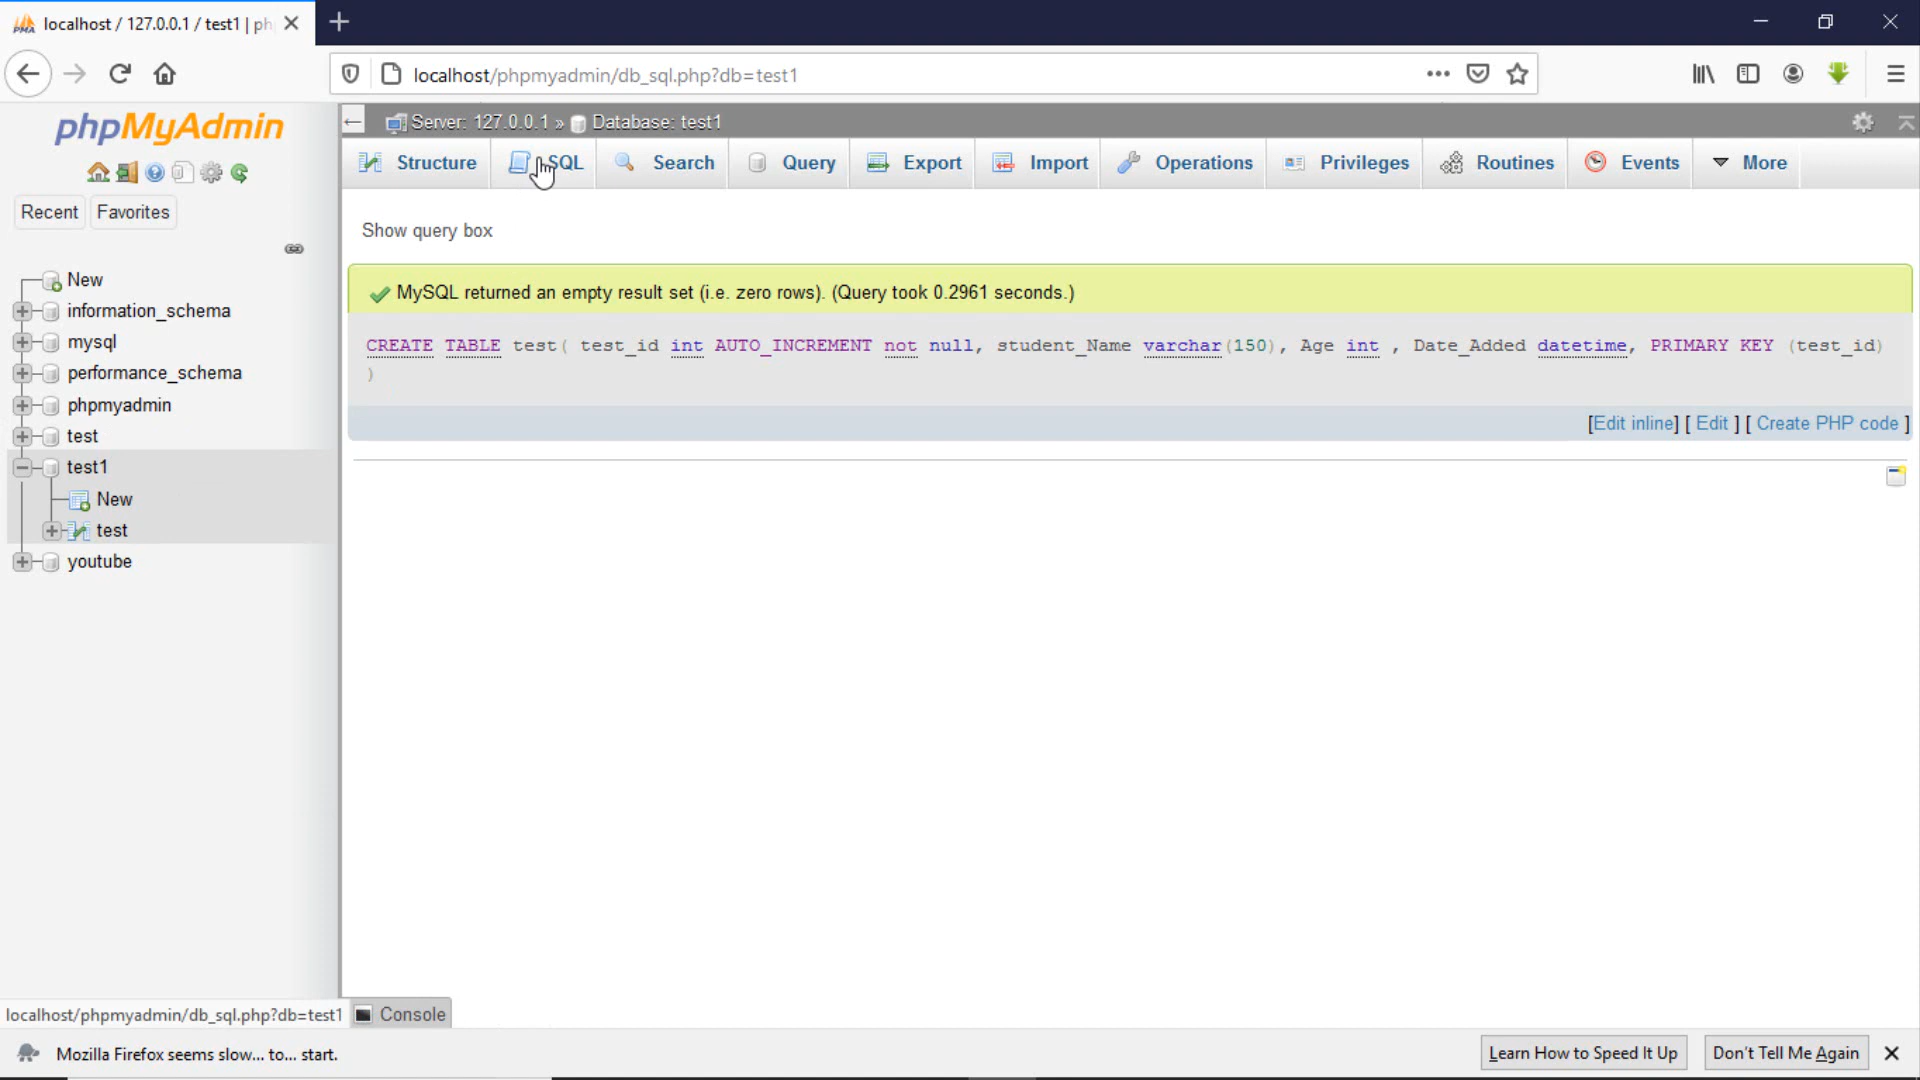 localhost / 127.0.0.1 / test1 | ph
localhost/phpmyadmin/db_sql.php?db=test1
phpMyAdmin
Recent
Favorites
New
information_schema
mysql
performance_schema
phpmyadmin
test
test1
New
test
youtube
Server: 127.0.0.1 » Database: test1
Structure
SQL
Search
Query
Export
Import
Operations
Privileges
Routines
Events
More
Show query box
MySQL returned an empty result set (i.e. zero rows). (Query took 0.2961 seconds.)
CREATE TABLE test( test_id int AUTO_INCREMENT not null, student_Name varchar(150), Age int , Date_Added datetime, PRIMARY KEY (test_id)
)
[Edit inline] [ Edit ] [ Create PHP code ]
localhost/phpmyadmin/db_sql.php?db=test1
Console
Mozilla Firefox seems slow... to... start.
Learn How to Speed It Up
Don't Tell Me Again